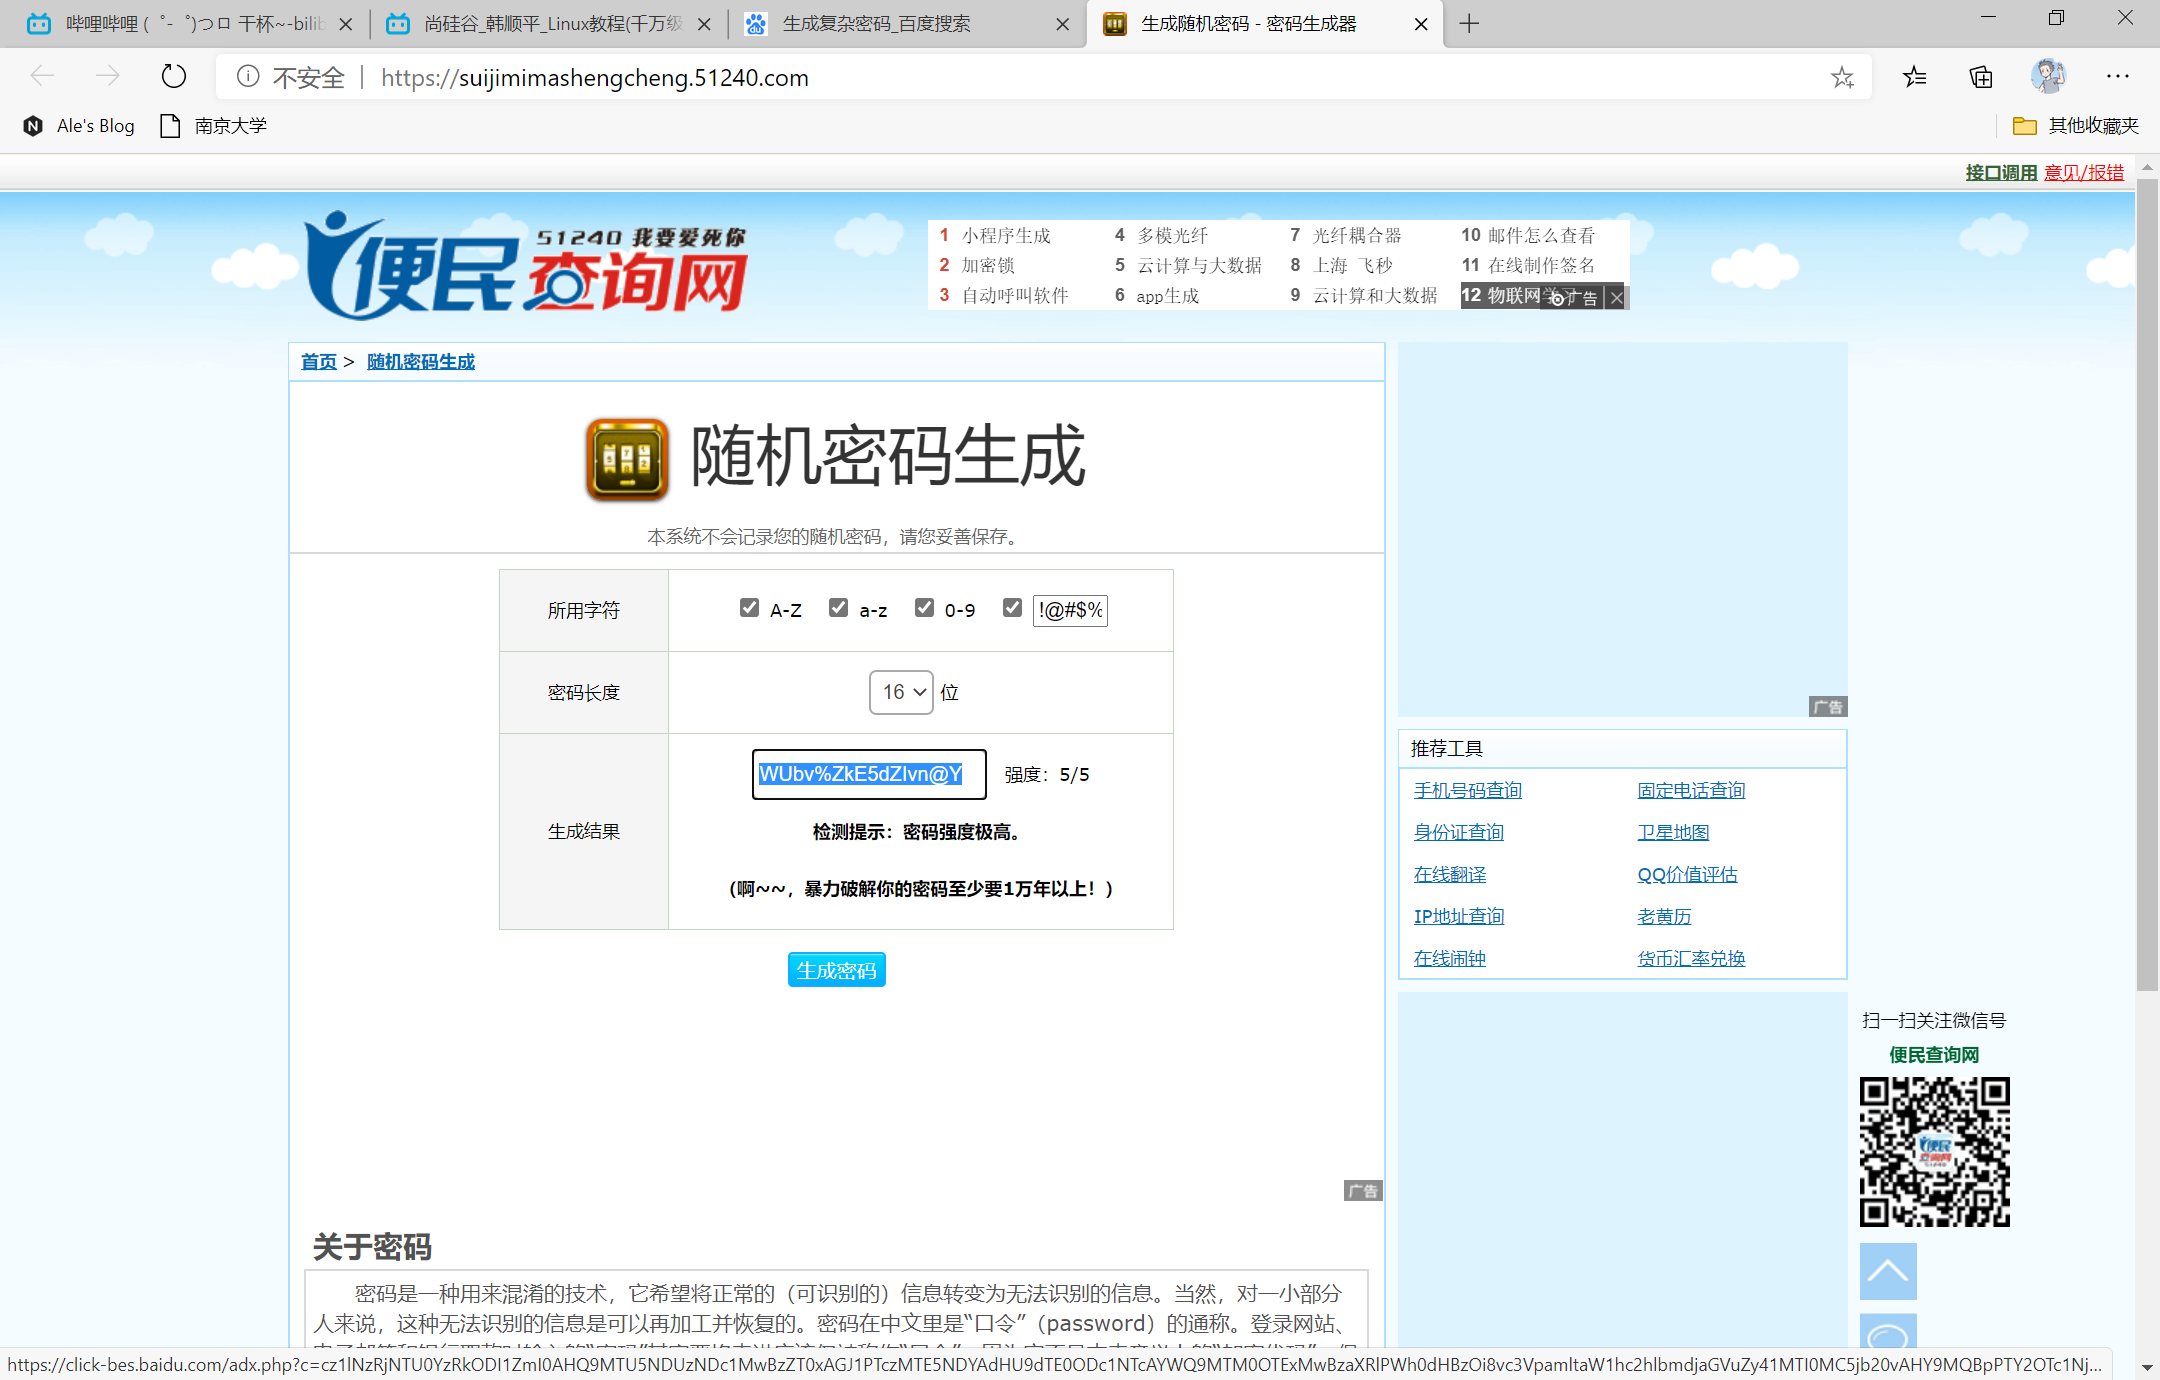 哔哩哔哩 (゜-゜)つロ 干杯~-bilib
尚硅谷_韩顺平_Linux教程(千万级
生成复杂密码_百度搜索
生成随机密码 - 密码生成器
不安全
https://suijimimashengcheng.51240.com
Ale's Blog
南京大学
其他收藏夹
接口调用 意见/报错
51240 我要爱死你
便民查询网
1 小程序生成
4 多模光纤
7 光纤耦合器
10 邮件怎么查看
2 加密锁
5 云计算与大数据
8 上海 飞秒
11 在线制作签名
3 自动呼叫软件
6 app生成
9 云计算和大数据
12 物联网学
广告
首页 > 随机密码生成
随机密码生成
本系统不会记录您的随机密码，请您妥善保存。
所用字符
A-Z a-z 0-9 !@#$%
密码长度
16 位
生成结果
WUbv%ZkE5dZIvn@Y
强度：5/5
检测提示：密码强度极高。
（啊~~，暴力破解你的密码至少要1万年以上！）
生成密码
广告
广告
推荐工具
手机号码查询 固定电话查询
身份证查询 卫星地图
在线翻译 QQ价值评估
IP地址查询 老黄历
在线闹钟 货币汇率兑换
扫一扫关注微信号
便民查询网
关于密码
密码是一种用来混淆的技术，它希望将正常的（可识别的）信息转变为无法识别的信息。当然，对一小部分
人来说，这种无法识别的信息是可以再加工并恢复的。密码在中文里是“口令”（password）的通称。登录网站、